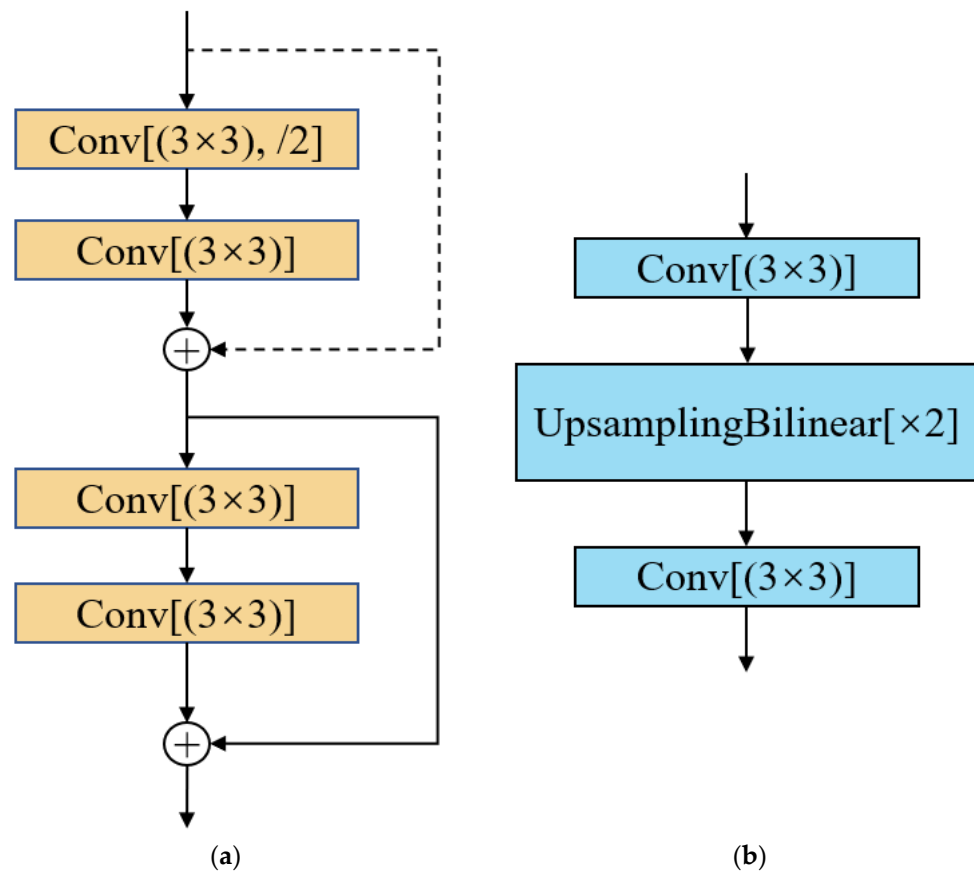 Conv[(3×3), /2]
Conv[(3×3)]
+
Conv[(3×3)]
Conv[(3×3)]
+
(a)
Conv[(3×3)]
UpsamplingBilinear[×2]
Conv[(3×3)]
(b)